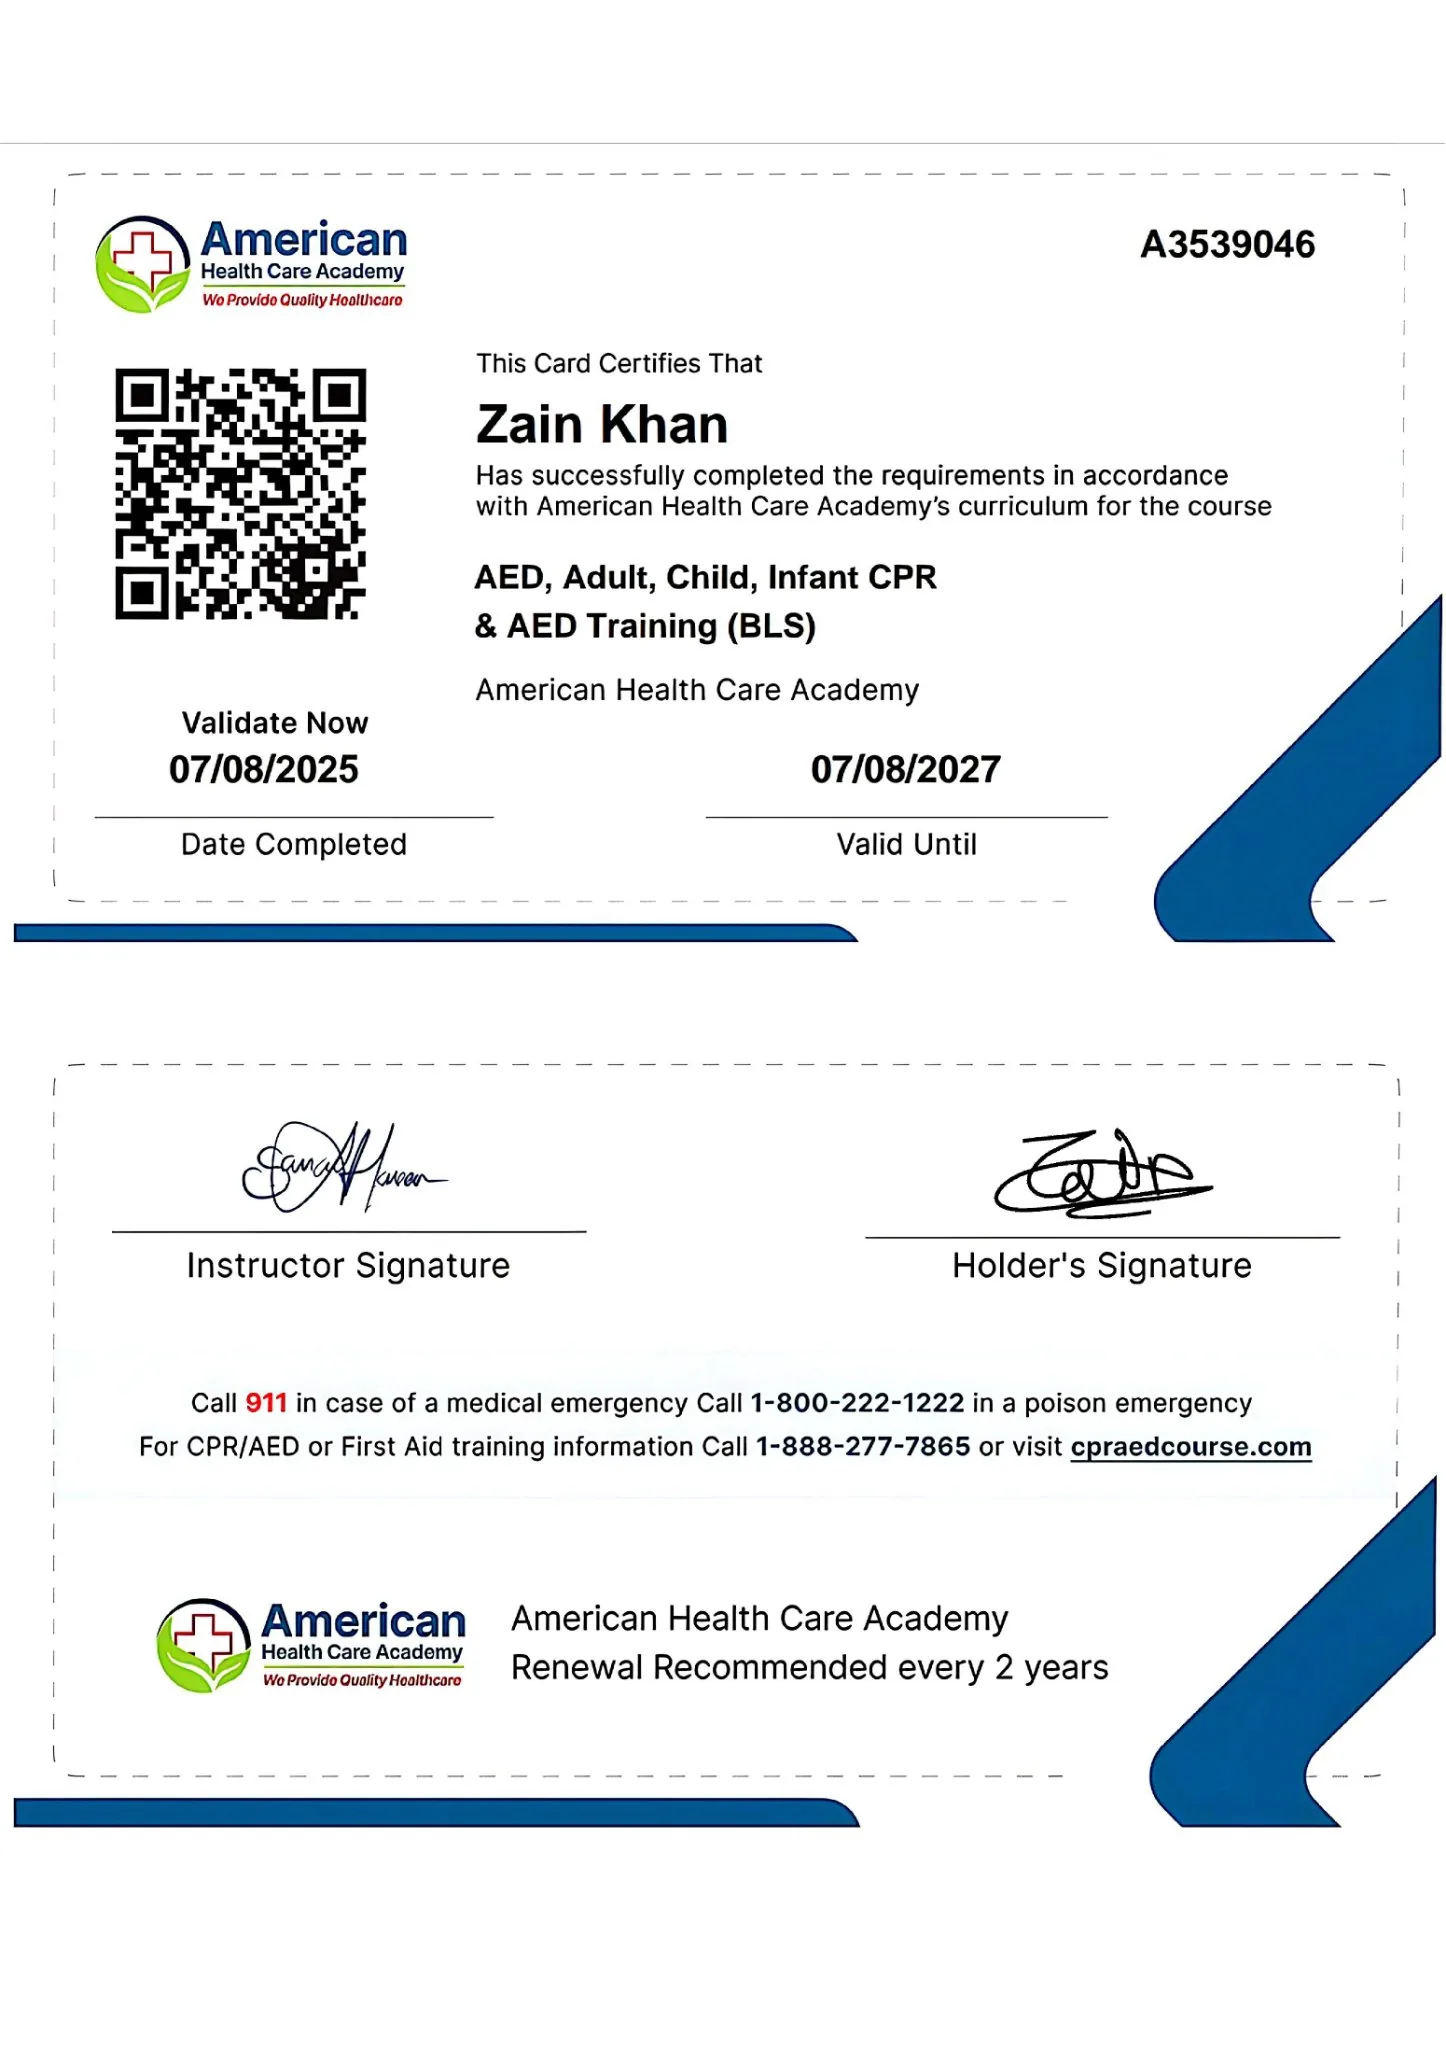 American
Health Care Academy
We Provide Quality Healthcare
A3539046
This Card Certifies That
Zain Khan
Has successfully completed the requirements in accordance
with American Health Care Academy's curriculum for the course
AED, Adult, Child, Infant CPR
& AED Training (BLS)
American Health Care Academy
Validate Now
07/08/2025
07/08/2027
Date Completed
Valid Until
Instructor Signature
Holder's Signature
Call 911 in case of a medical emergency Call 1-800-222-1222 in a poison emergency
For CPR/AED or First Aid training information Call 1-888-277-7865 or visit cpraedcourse.com
American
Health Care Academy
We Provide Quality Healthcare
American Health Care Academy
Renewal Recommended every 2 years